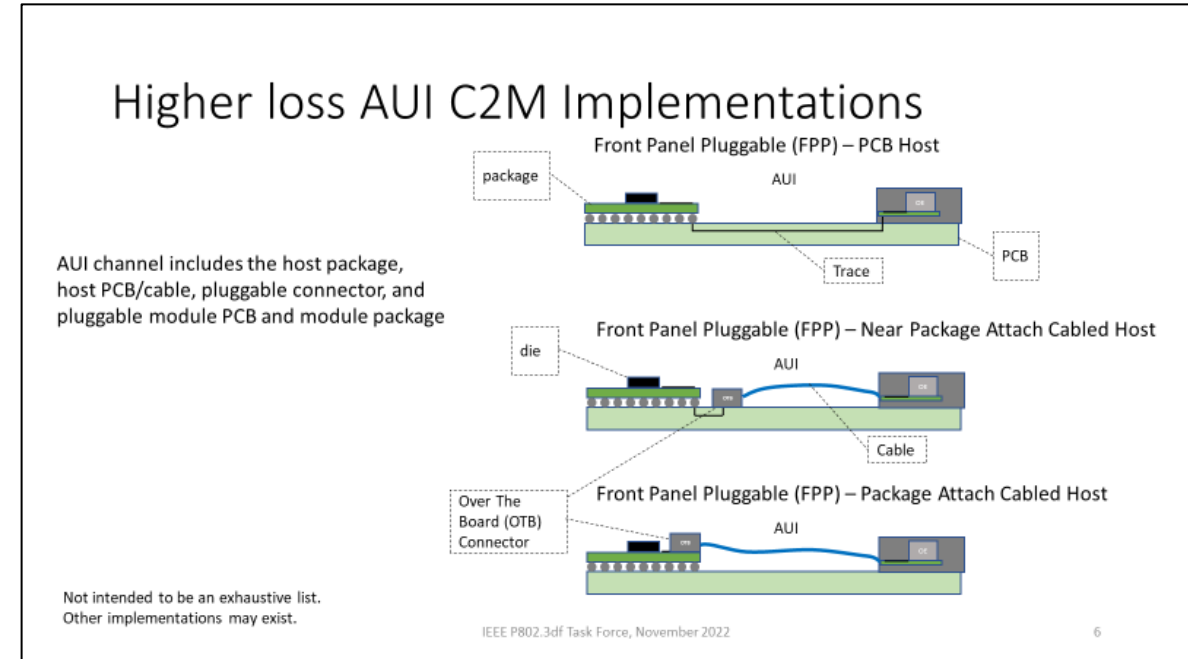 Higher loss AUI C2M Implementations
Front Panel Pluggable (FPP) – PCB Host
package
AUI
OE
PCB
Trace
AUI channel includes the host package,
host PCB/cable, pluggable connector, and
pluggable module PCB and module package
Front Panel Pluggable (FPP) – Near Package Attach Cabled Host
die
AUI
OE
Cable
Over The
Board (OTB)
Connector
Front Panel Pluggable (FPP) – Package Attach Cabled Host
AUI
OE
Not intended to be an exhaustive list.
Other implementations may exist.
IEEE P802.3df Task Force, November 2022
6